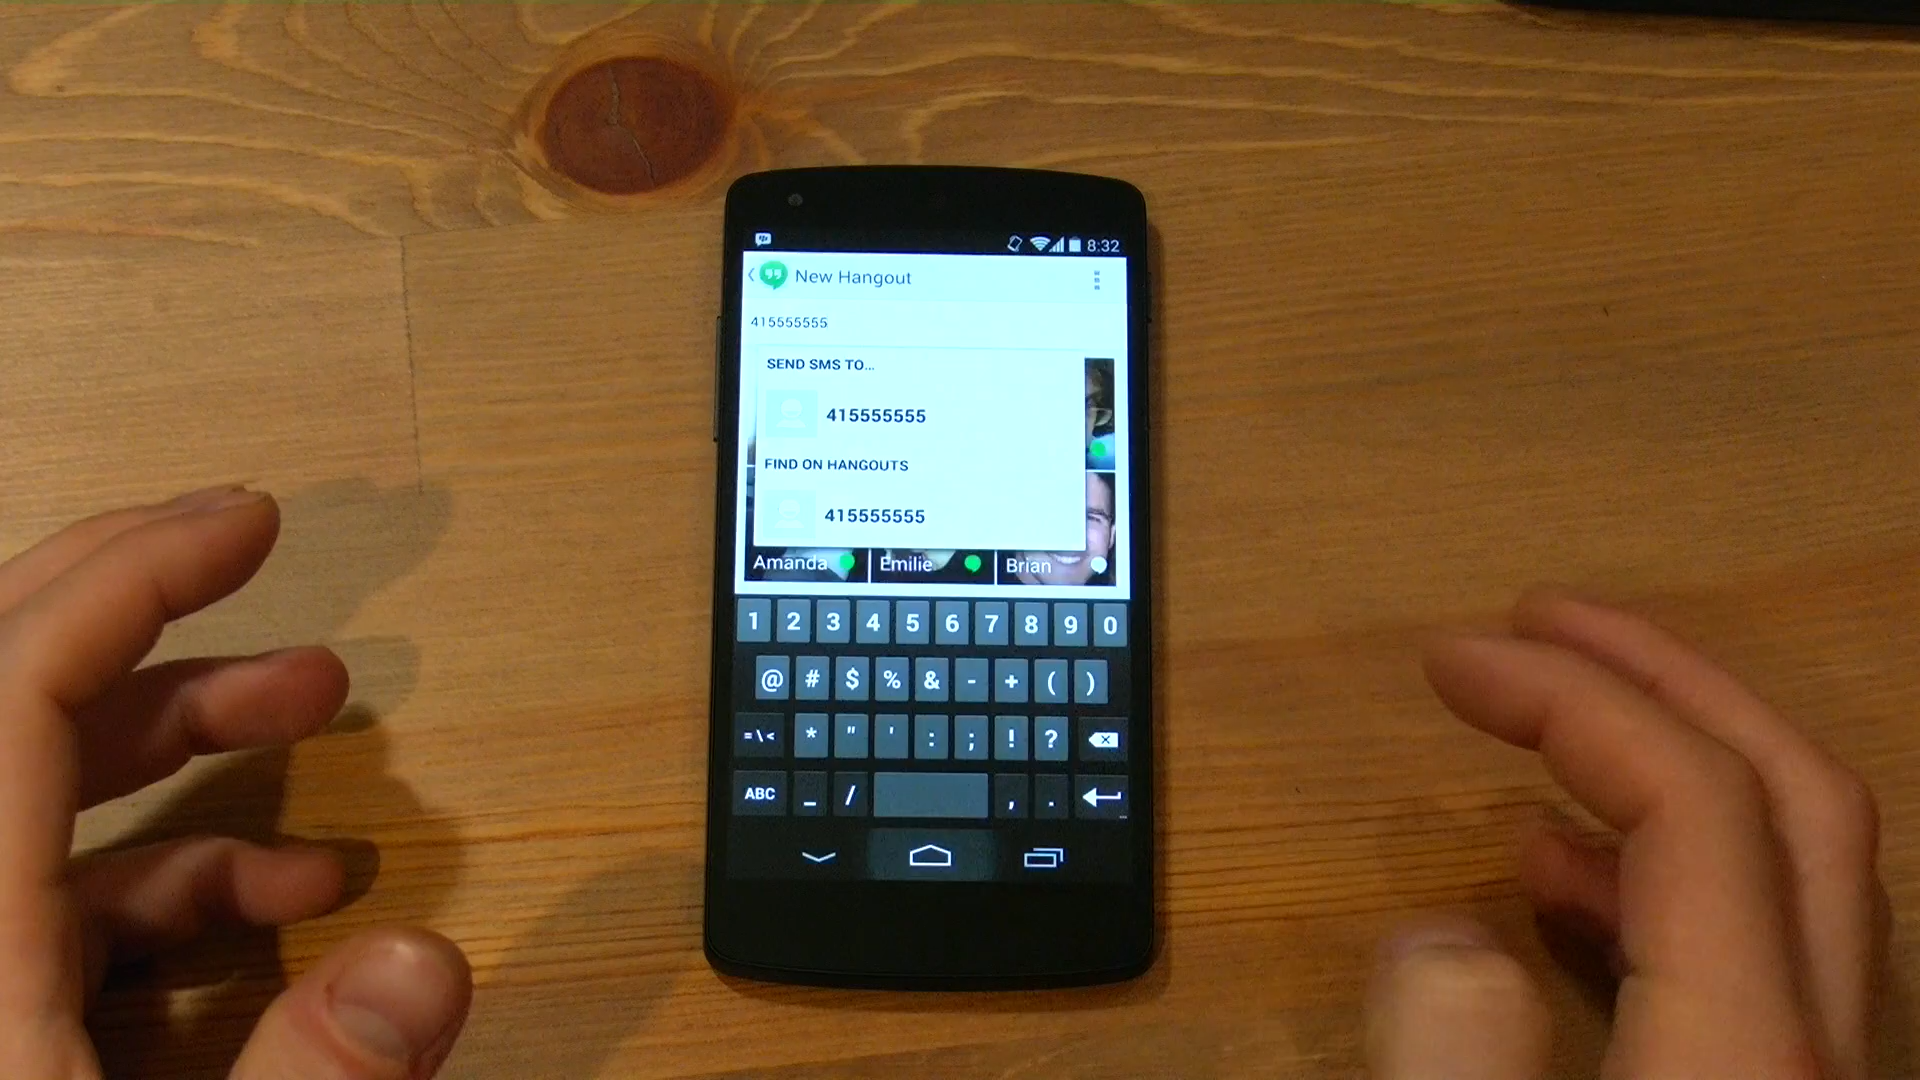 8:32
New Hangout
415555555
SEND SMS TO...
415555555
FIND ON HANGOUTS
415555555
Amanda Emilie Brian
1 2 3 4 5 6 7 8 9 0
@ # $ % & - + ( )
= \ < * " ' : ; ! ?
ABC _ / , .